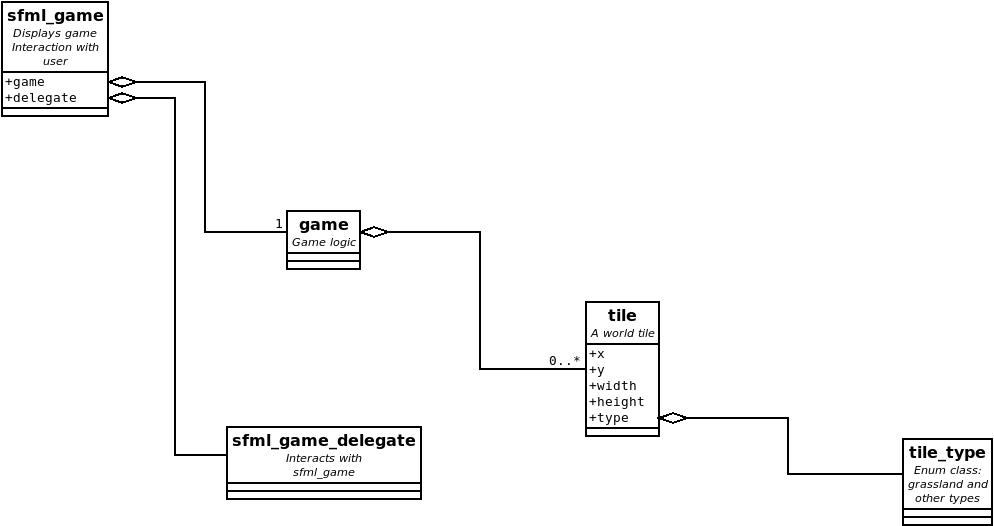 sfml_game
Displays game
Interaction with
user
+game
+delegate
1
game
Game logic
0..*
tile
A world tile
+x
+y
+width
+height
+type
sfml_game_delegate
Interacts with
sfml_game
tile_type
Enum class:
grassland and
other types